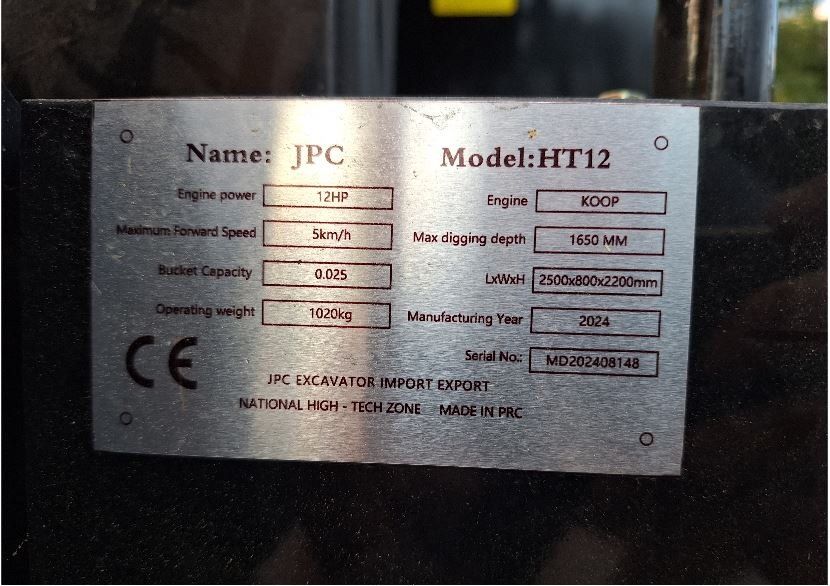 Name: JPC Model:HT12
Engine power 12HP Engine KOOP
Maximum Forward Speed 5km/h Max digging depth 1650 MM
Bucket Capacity 0.025 LxWxH 2500x800x2200mm
Operating weight 1020kg Manufacturing Year 2024
Serial No.: MD202408148
CE
JPC EXCAVATOR IMPORT EXPORT
NATIONAL HIGH - TECH ZONE MADE IN PRC